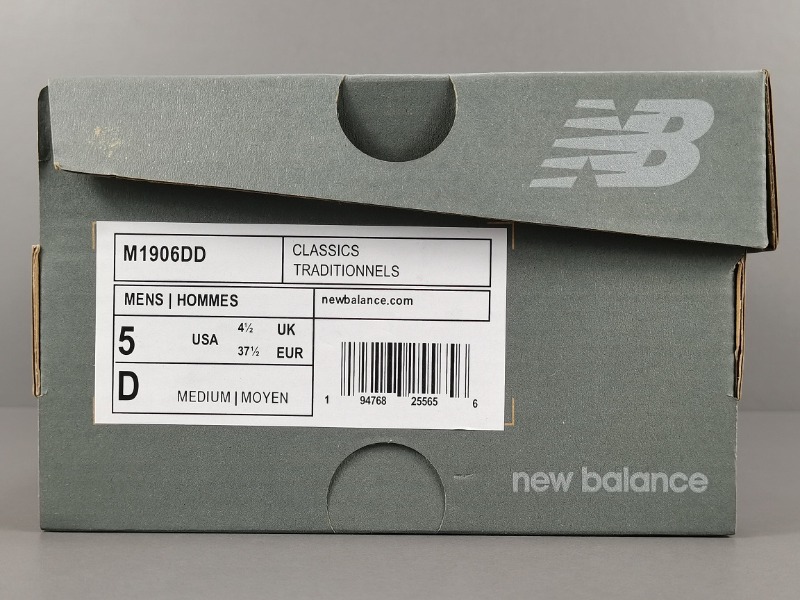 NB
M1906DD
CLASSICS
TRADITIONNELS
MENS | HOMMES
newbalance.com
5 USA 4½ UK
37½ EUR
D MEDIUM | MOYEN
1 94768 25565 6
new balance